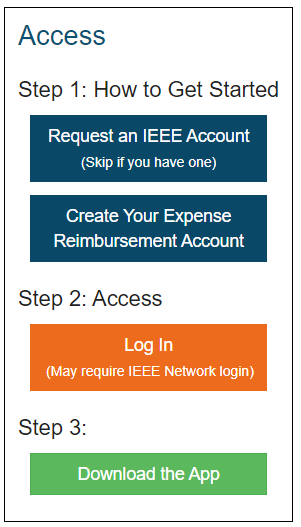 Access
Step 1: How to Get Started
Request an IEEE Account
(Skip if you have one)
Create Your Expense
Reimbursement Account
Step 2: Access
Log In
(May require IEEE Network login)
Step 3:
Download the App